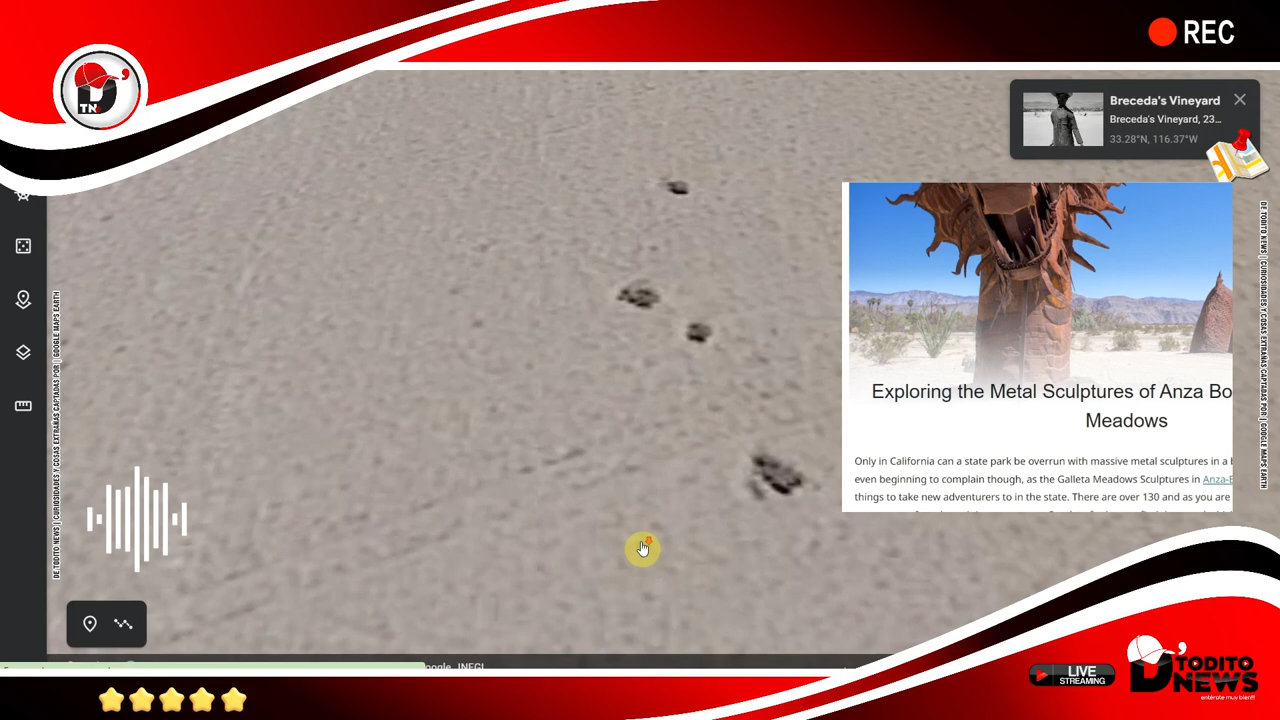 REC
TN
Breceda's Vineyard
Breceda's Vineyard, 23...
33.28°N, 116.37°W
DE TODITO NEWS | CURIOSIDADES Y COSAS EXTRAÑAS CAPTADAS POR | GOOGLE MAPS EARTH
DE TODITO NEWS | CURIOSIDADES Y COSAS EXTRAÑAS CAPTADAS POR | GOOGLE MAPS EARTH
Exploring the Metal Sculptures of Anza Bo
Meadows
Only in California can a state park be overrun with massive metal sculptures in a
even beginning to complain though, as the Galleta Meadows Sculptures in Anza-
things to take new adventurers to in the state. There are over 130 and as you are
oogle, INEGI
LIVE
STREAMING
D'TODITO
NEWS
entérate muy bien!!